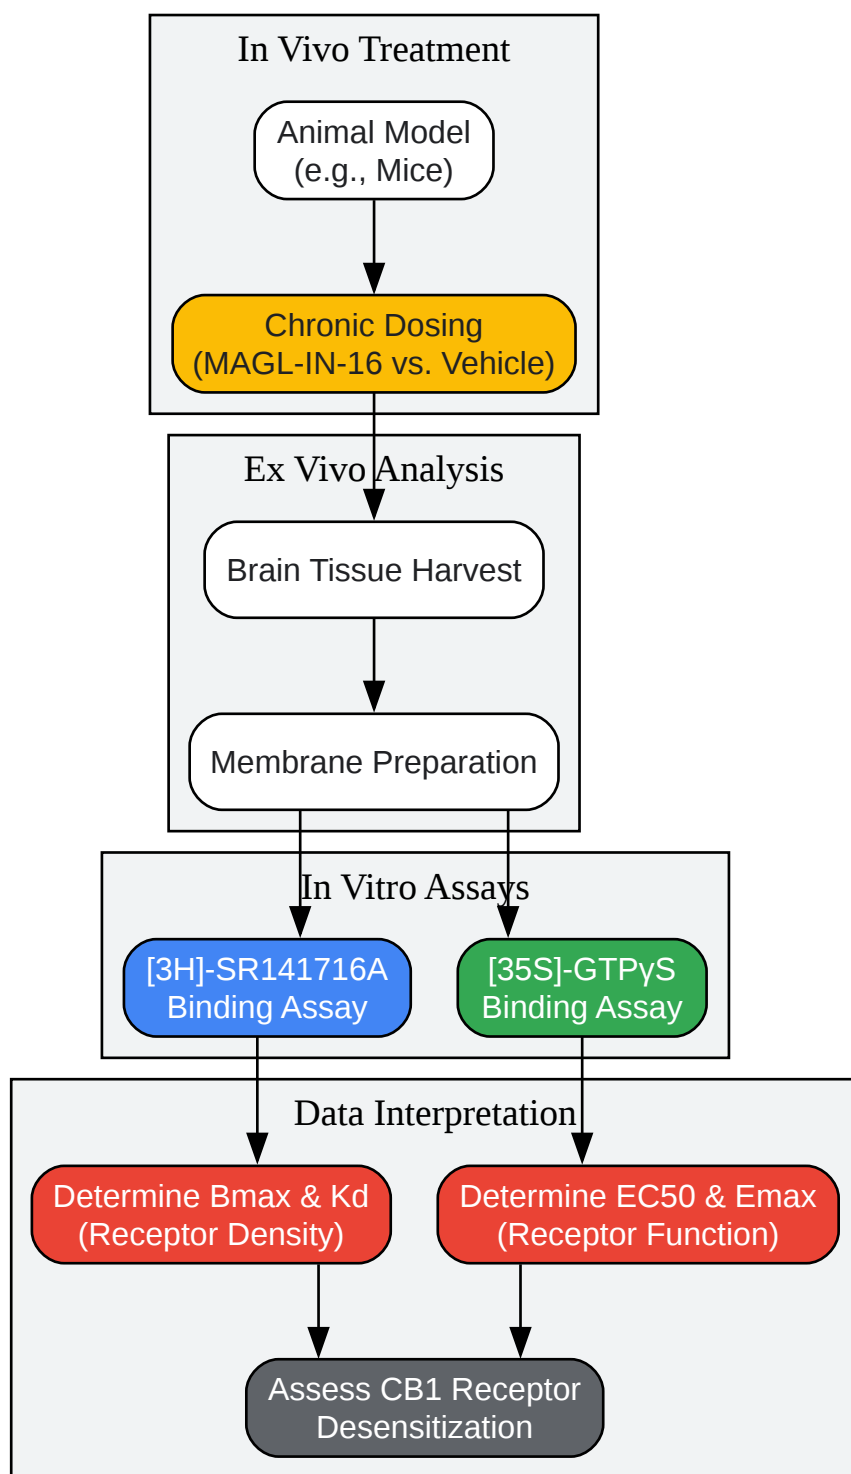 In Vivo Treatment
Animal Model
(e.g., Mice)
Chronic Dosing
(MAGL-IN-16 vs. Vehicle)
Ex Vivo Analysis
Brain Tissue Harvest
Membrane Preparation
In Vitro Assays
[3H]-SR141716A
Binding Assay
[35S]-GTPγS
Binding Assay
Data Interpretation
Determine Bmax & Kd
(Receptor Density)
Determine EC50 & Emax
(Receptor Function)
Assess CB1 Receptor
Desensitization